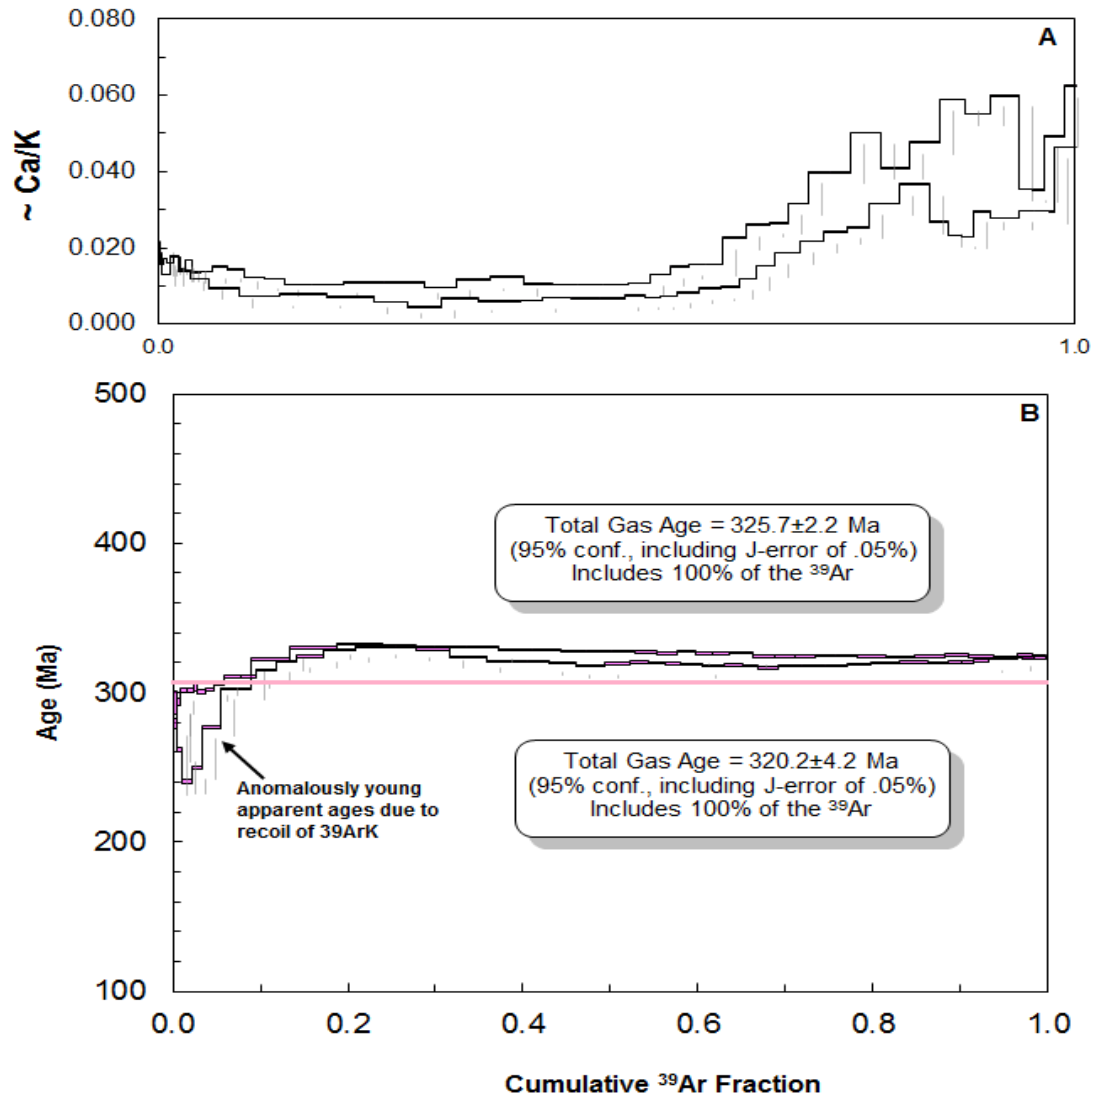 0.080
A
0.060
0.040
0.020
0.000
~ Ca/K
0.0
1.0
500
B
400
300
200
100
Age (Ma)
Total Gas Age = 325.7±2.2 Ma
(95% conf., including J-error of .05%)
Includes 100% of the ³⁹Ar
Total Gas Age = 320.2±4.2 Ma
(95% conf., including J-error of .05%)
Includes 100% of the ³⁹Ar
Anomalously young
apparent ages due to
recoil of 39ArK
0.0
0.2
0.4
0.6
0.8
1.0
Cumulative ³⁹Ar Fraction